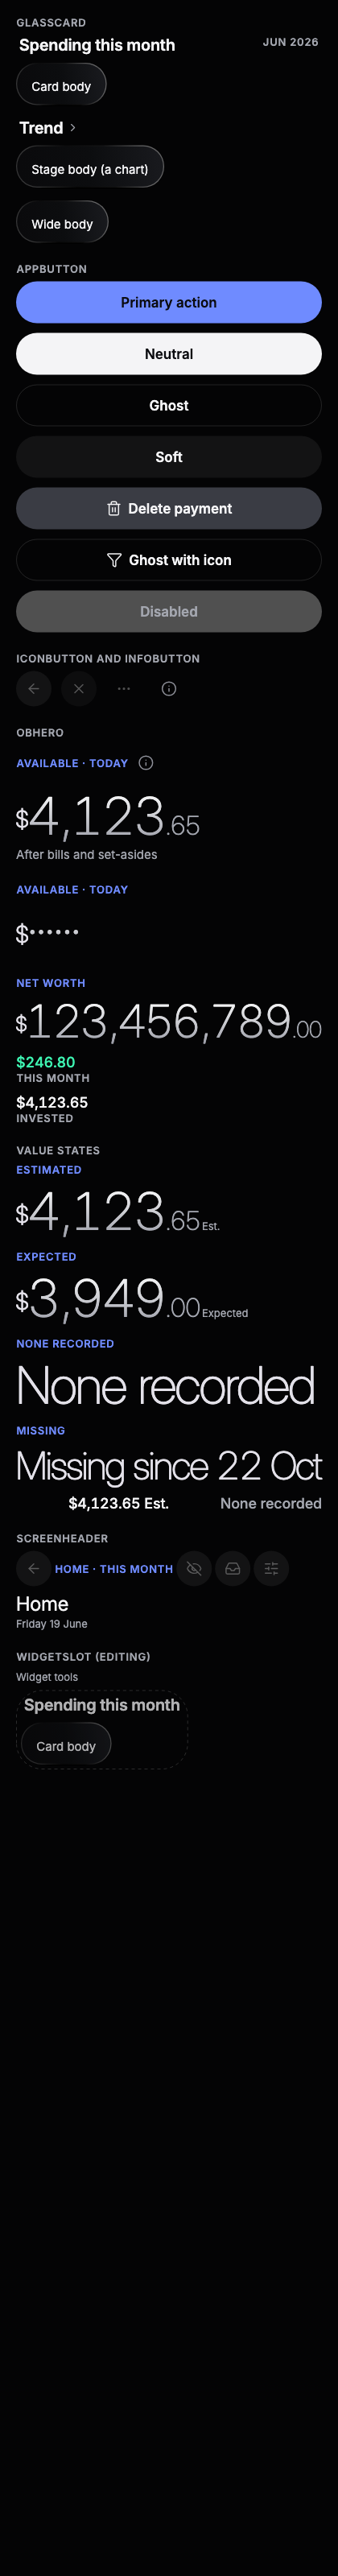 GLASSCARD
Spending this month JUN 2026
Card body
Trend
Stage body (a chart)
Wide body
APPBUTTON
Primary action
Neutral
Ghost
Soft
Delete payment
Ghost with icon
Disabled
ICONBUTTON AND INFOBUTTON
OBHERO
AVAILABLE · TODAY
$4,123.65
After bills and set-asides
AVAILABLE · TODAY
$••••••
NET WORTH
$123,456,789.00
$246.80
THIS MONTH
$4,123.65
INVESTED
VALUE STATES
ESTIMATED
$4,123.65 Est.
EXPECTED
$3,949.00 Expected
NONE RECORDED
None recorded
MISSING
Missing since 22 Oct
$4,123.65 Est. None recorded
SCREENHEADER
HOME · THIS MONTH
Home
Friday 19 June
WIDGETSLOT (EDITING)
Widget tools
Spending this month
Card body